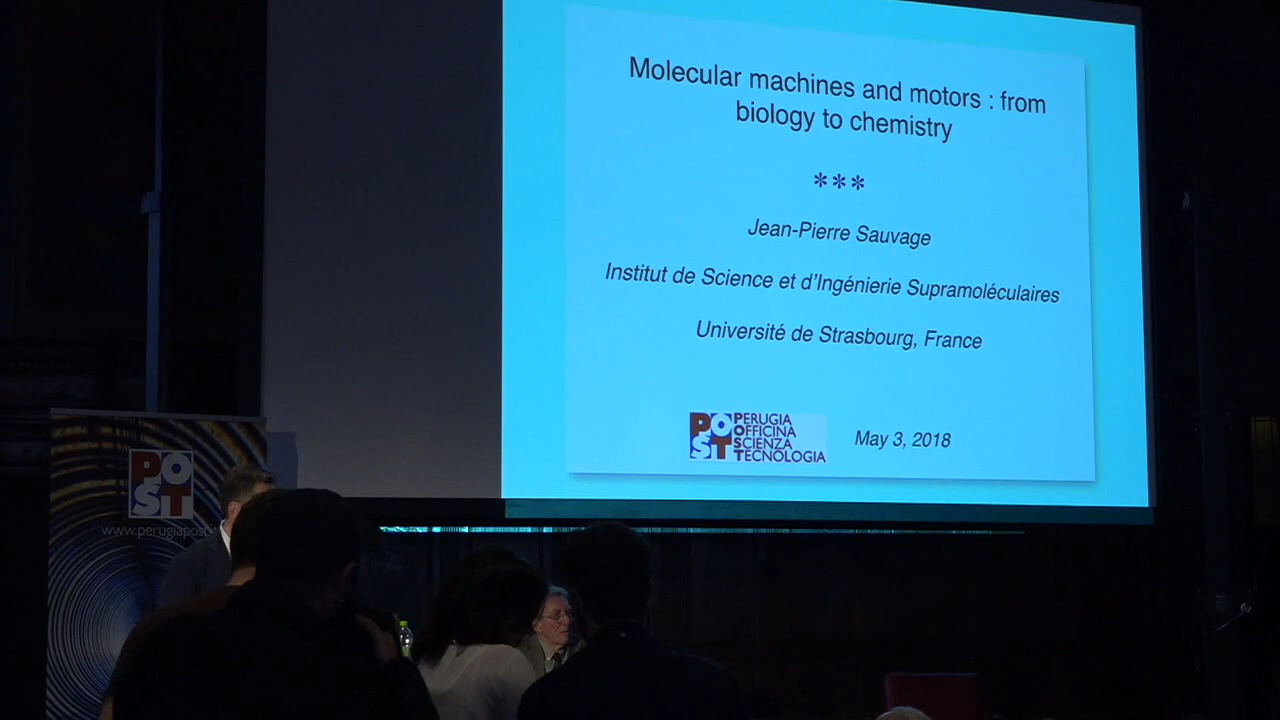 Molecular machines and motors : from
biology to chemistry
***
Jean-Pierre Sauvage
Institut de Science et d'Ingénierie Supramoléculaires
Université de Strasbourg, France
POST
PERUGIA
OFFICINA
SCIENZA
TECNOLOGIA
May 3, 2018
POST
www.perugiapost